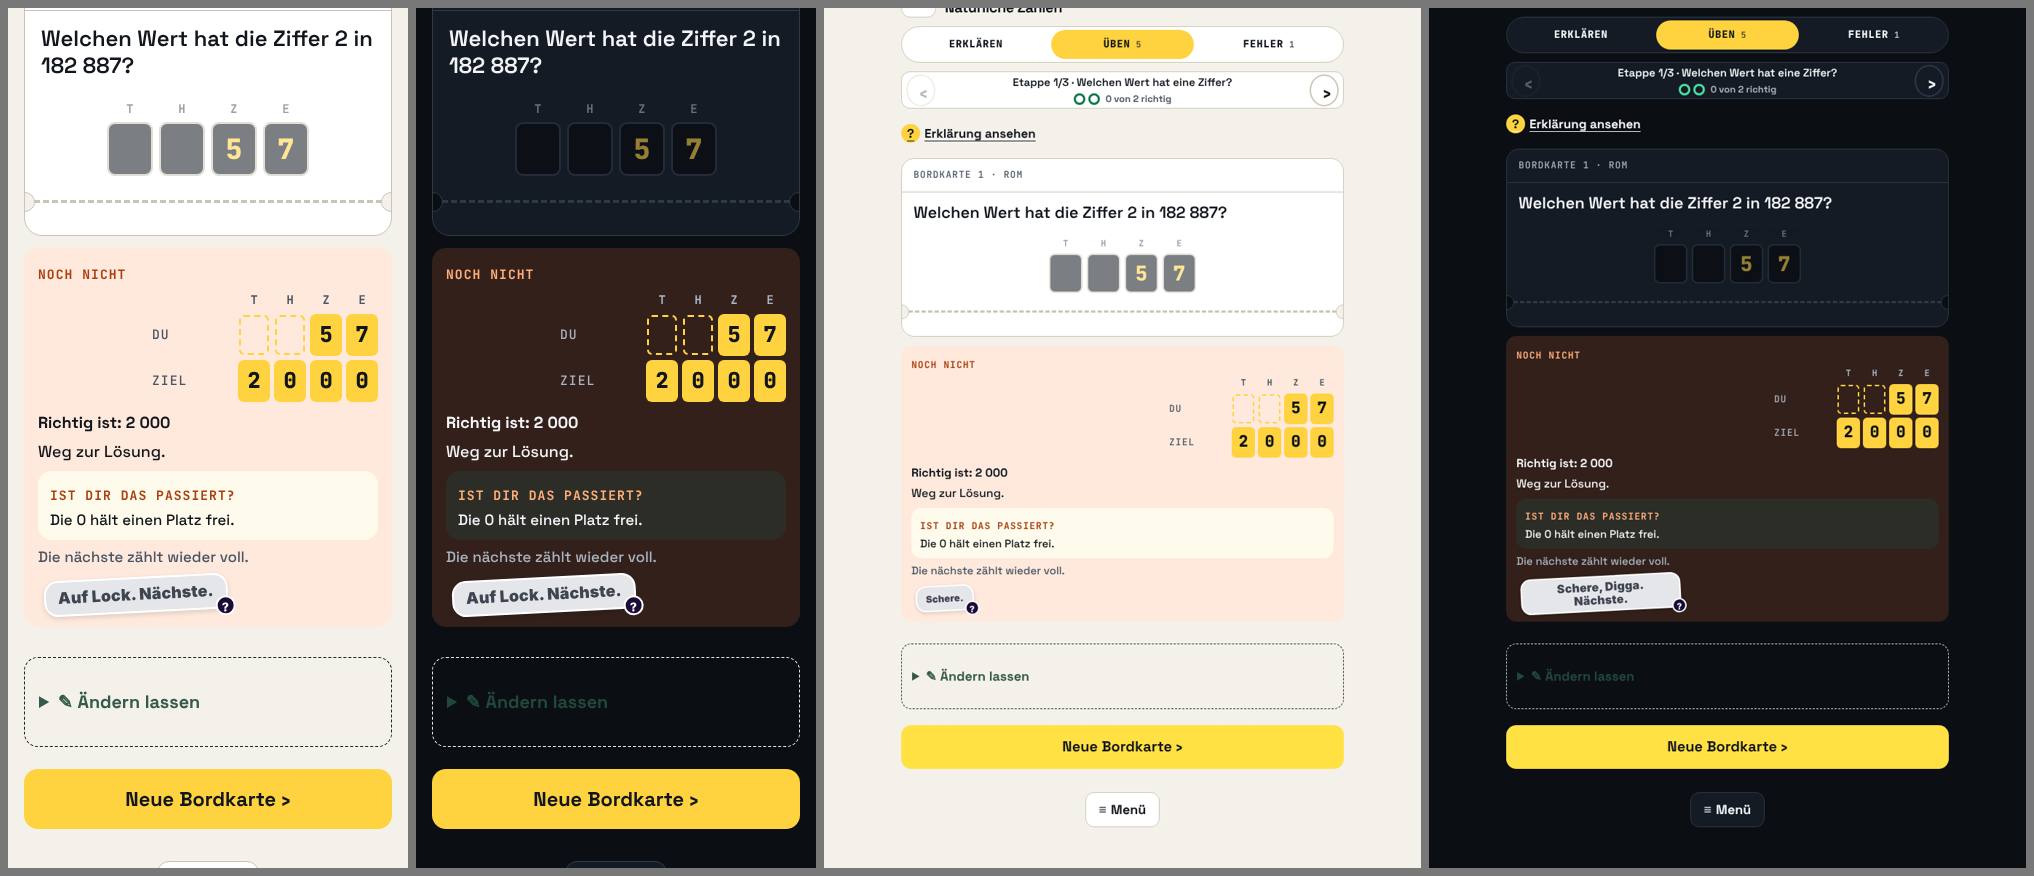 Welchen Wert hat die Ziffer 2 in
182 887?
T H Z E
5 7
NOCH NICHT
T H Z E
DU 5 7
ZIEL 2 0 0 0
Richtig ist: 2 000
Weg zur Lösung.
IST DIR DAS PASSIERT?
Die 0 hält einen Platz frei.
Die nächste zählt wieder voll.
Auf Lock. Nächste.
?
▶ ✎ Ändern lassen
Neue Bordkarte >
Welchen Wert hat die Ziffer 2 in
182 887?
T H Z E
5 7
NOCH NICHT
T H Z E
DU 5 7
ZIEL 2 0 0 0
Richtig ist: 2 000
Weg zur Lösung.
IST DIR DAS PASSIERT?
Die 0 hält einen Platz frei.
Die nächste zählt wieder voll.
Auf Lock. Nächste.
?
▶ ✎ Ändern lassen
Neue Bordkarte >
Natürliche Zahlen
ERKLÄREN ÜBEN 5 FEHLER 1
< Etappe 1/3 · Welchen Wert hat eine Ziffer? >
0 von 2 richtig
? Erklärung ansehen
BORDKARTE 1 · ROM
Welchen Wert hat die Ziffer 2 in 182 887?
T H Z E
5 7
NOCH NICHT
T H Z E
DU 5 7
ZIEL 2 0 0 0
Richtig ist: 2 000
Weg zur Lösung.
IST DIR DAS PASSIERT?
Die 0 hält einen Platz frei.
Die nächste zählt wieder voll.
Schere.
?
▶ ✎ Ändern lassen
Neue Bordkarte >
≡ Menü
ERKLÄREN ÜBEN 5 FEHLER 1
< Etappe 1/3 · Welchen Wert hat eine Ziffer? >
0 von 2 richtig
? Erklärung ansehen
BORDKARTE 1 · ROM
Welchen Wert hat die Ziffer 2 in 182 887?
T H Z E
5 7
NOCH NICHT
T H Z E
DU 5 7
ZIEL 2 0 0 0
Richtig ist: 2 000
Weg zur Lösung.
IST DIR DAS PASSIERT?
Die 0 hält einen Platz frei.
Die nächste zählt wieder voll.
Schere, Digga.
Nächste.
?
▶ ✎ Ändern lassen
Neue Bordkarte >
≡ Menü